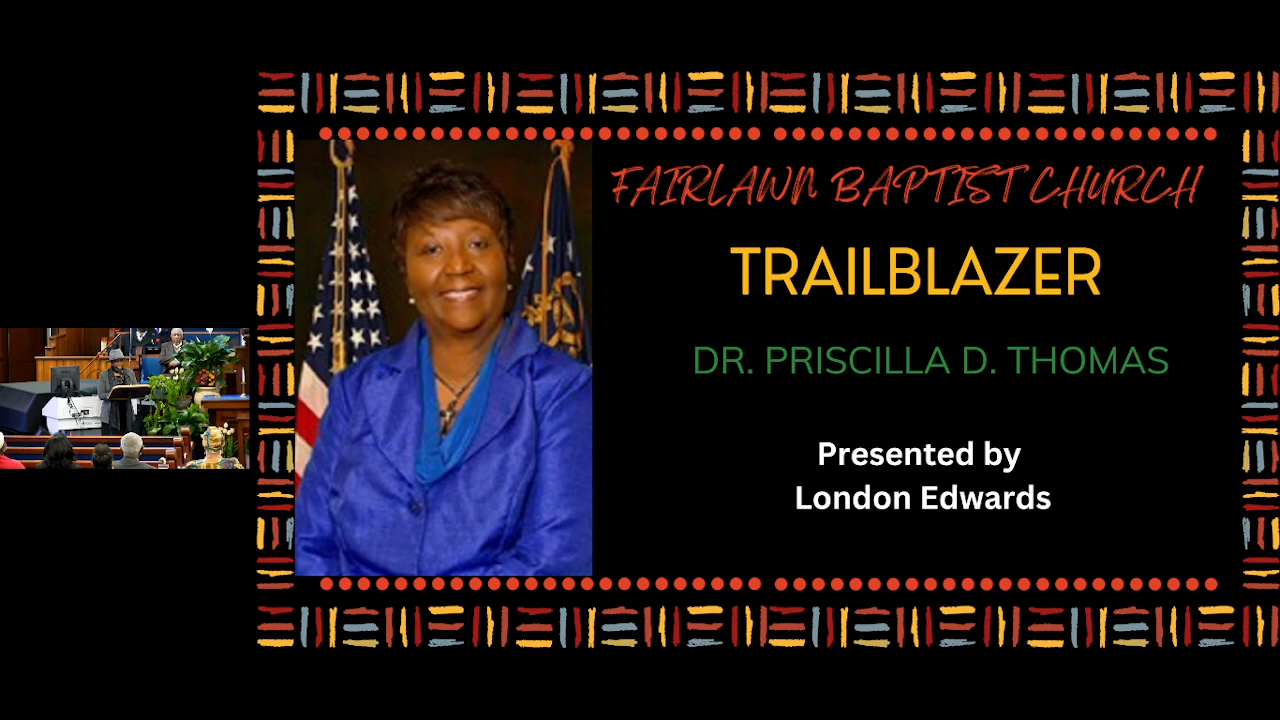 FAIRLAWN BAPTIST CHURCH
TRAILBLAZER
DR. PRISCILLA D. THOMAS
Presented by
London Edwards